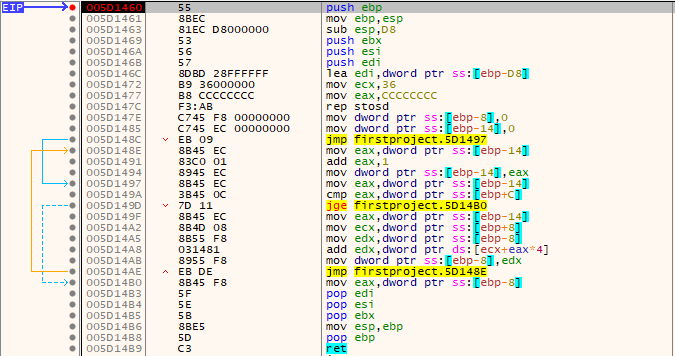 EIP 005D1460 55 push ebp
005D1461 8BEC mov ebp,esp
005D1463 81EC D8000000 sub esp,D8
005D1469 53 push ebx
005D146A 56 push esi
005D146B 57 push edi
005D146C 8DBD 28FFFFFF lea edi,dword ptr ss:[ebp-D8]
005D1472 B9 36000000 mov ecx,36
005D1477 B8 CCCCCCCC mov eax,CCCCCCCC
005D147C F3:AB rep stosd
005D147E C745 F8 00000000 mov dword ptr ss:[ebp-8],0
005D1485 C745 EC 00000000 mov dword ptr ss:[ebp-14],0
005D148C EB 09 jmp firstproject.5D1497
005D148E 8B45 EC mov eax,dword ptr ss:[ebp-14]
005D1491 83C0 01 add eax,1
005D1494 8945 EC mov dword ptr ss:[ebp-14],eax
005D1497 8B45 EC mov eax,dword ptr ss:[ebp-14]
005D149A 3B45 0C cmp eax,dword ptr ss:[ebp+C]
005D149D 7D 11 jge firstproject.5D14B0
005D149F 8B45 EC mov eax,dword ptr ss:[ebp-14]
005D14A2 8B4D 08 mov ecx,dword ptr ss:[ebp+8]
005D14A5 8B55 F8 mov edx,dword ptr ss:[ebp-8]
005D14A8 031481 add edx,dword ptr ds:[ecx+eax*4]
005D14AB 8955 F8 mov dword ptr ss:[ebp-8],edx
005D14AE EB DE jmp firstproject.5D148E
005D14B0 8B45 F8 mov eax,dword ptr ss:[ebp-8]
005D14B3 5F pop edi
005D14B4 5E pop esi
005D14B5 5B pop ebx
005D14B6 8BE5 mov esp,ebp
005D14B8 5D pop ebp
005D14B9 C3 ret